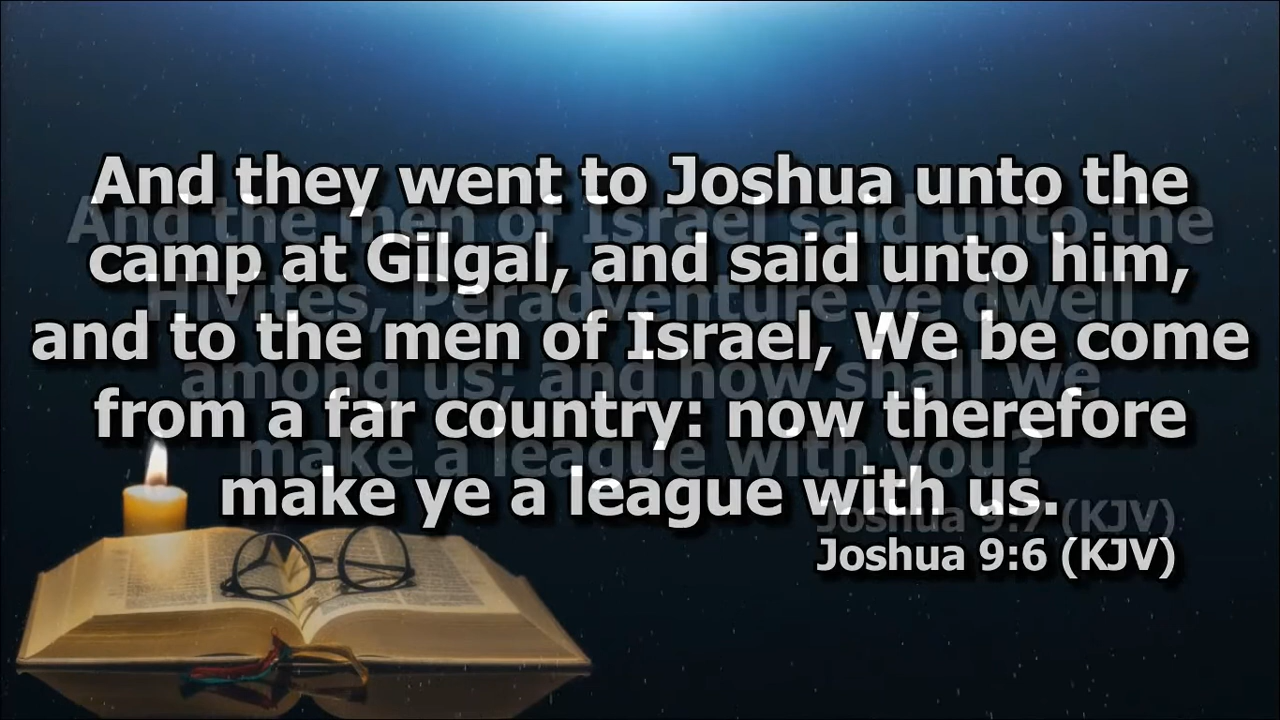 And they went to Joshua unto the
camp at Gilgal, and said unto him,
and to the men of Israel, We be come
from a far country: now therefore
make ye a league with us.
Joshua 9:6 (KJV)
And the men of Israel said unto the
Hivites, Peradventure ye dwell
among us; and how shall we
make a league with you?
Joshua 9:7 (KJV)